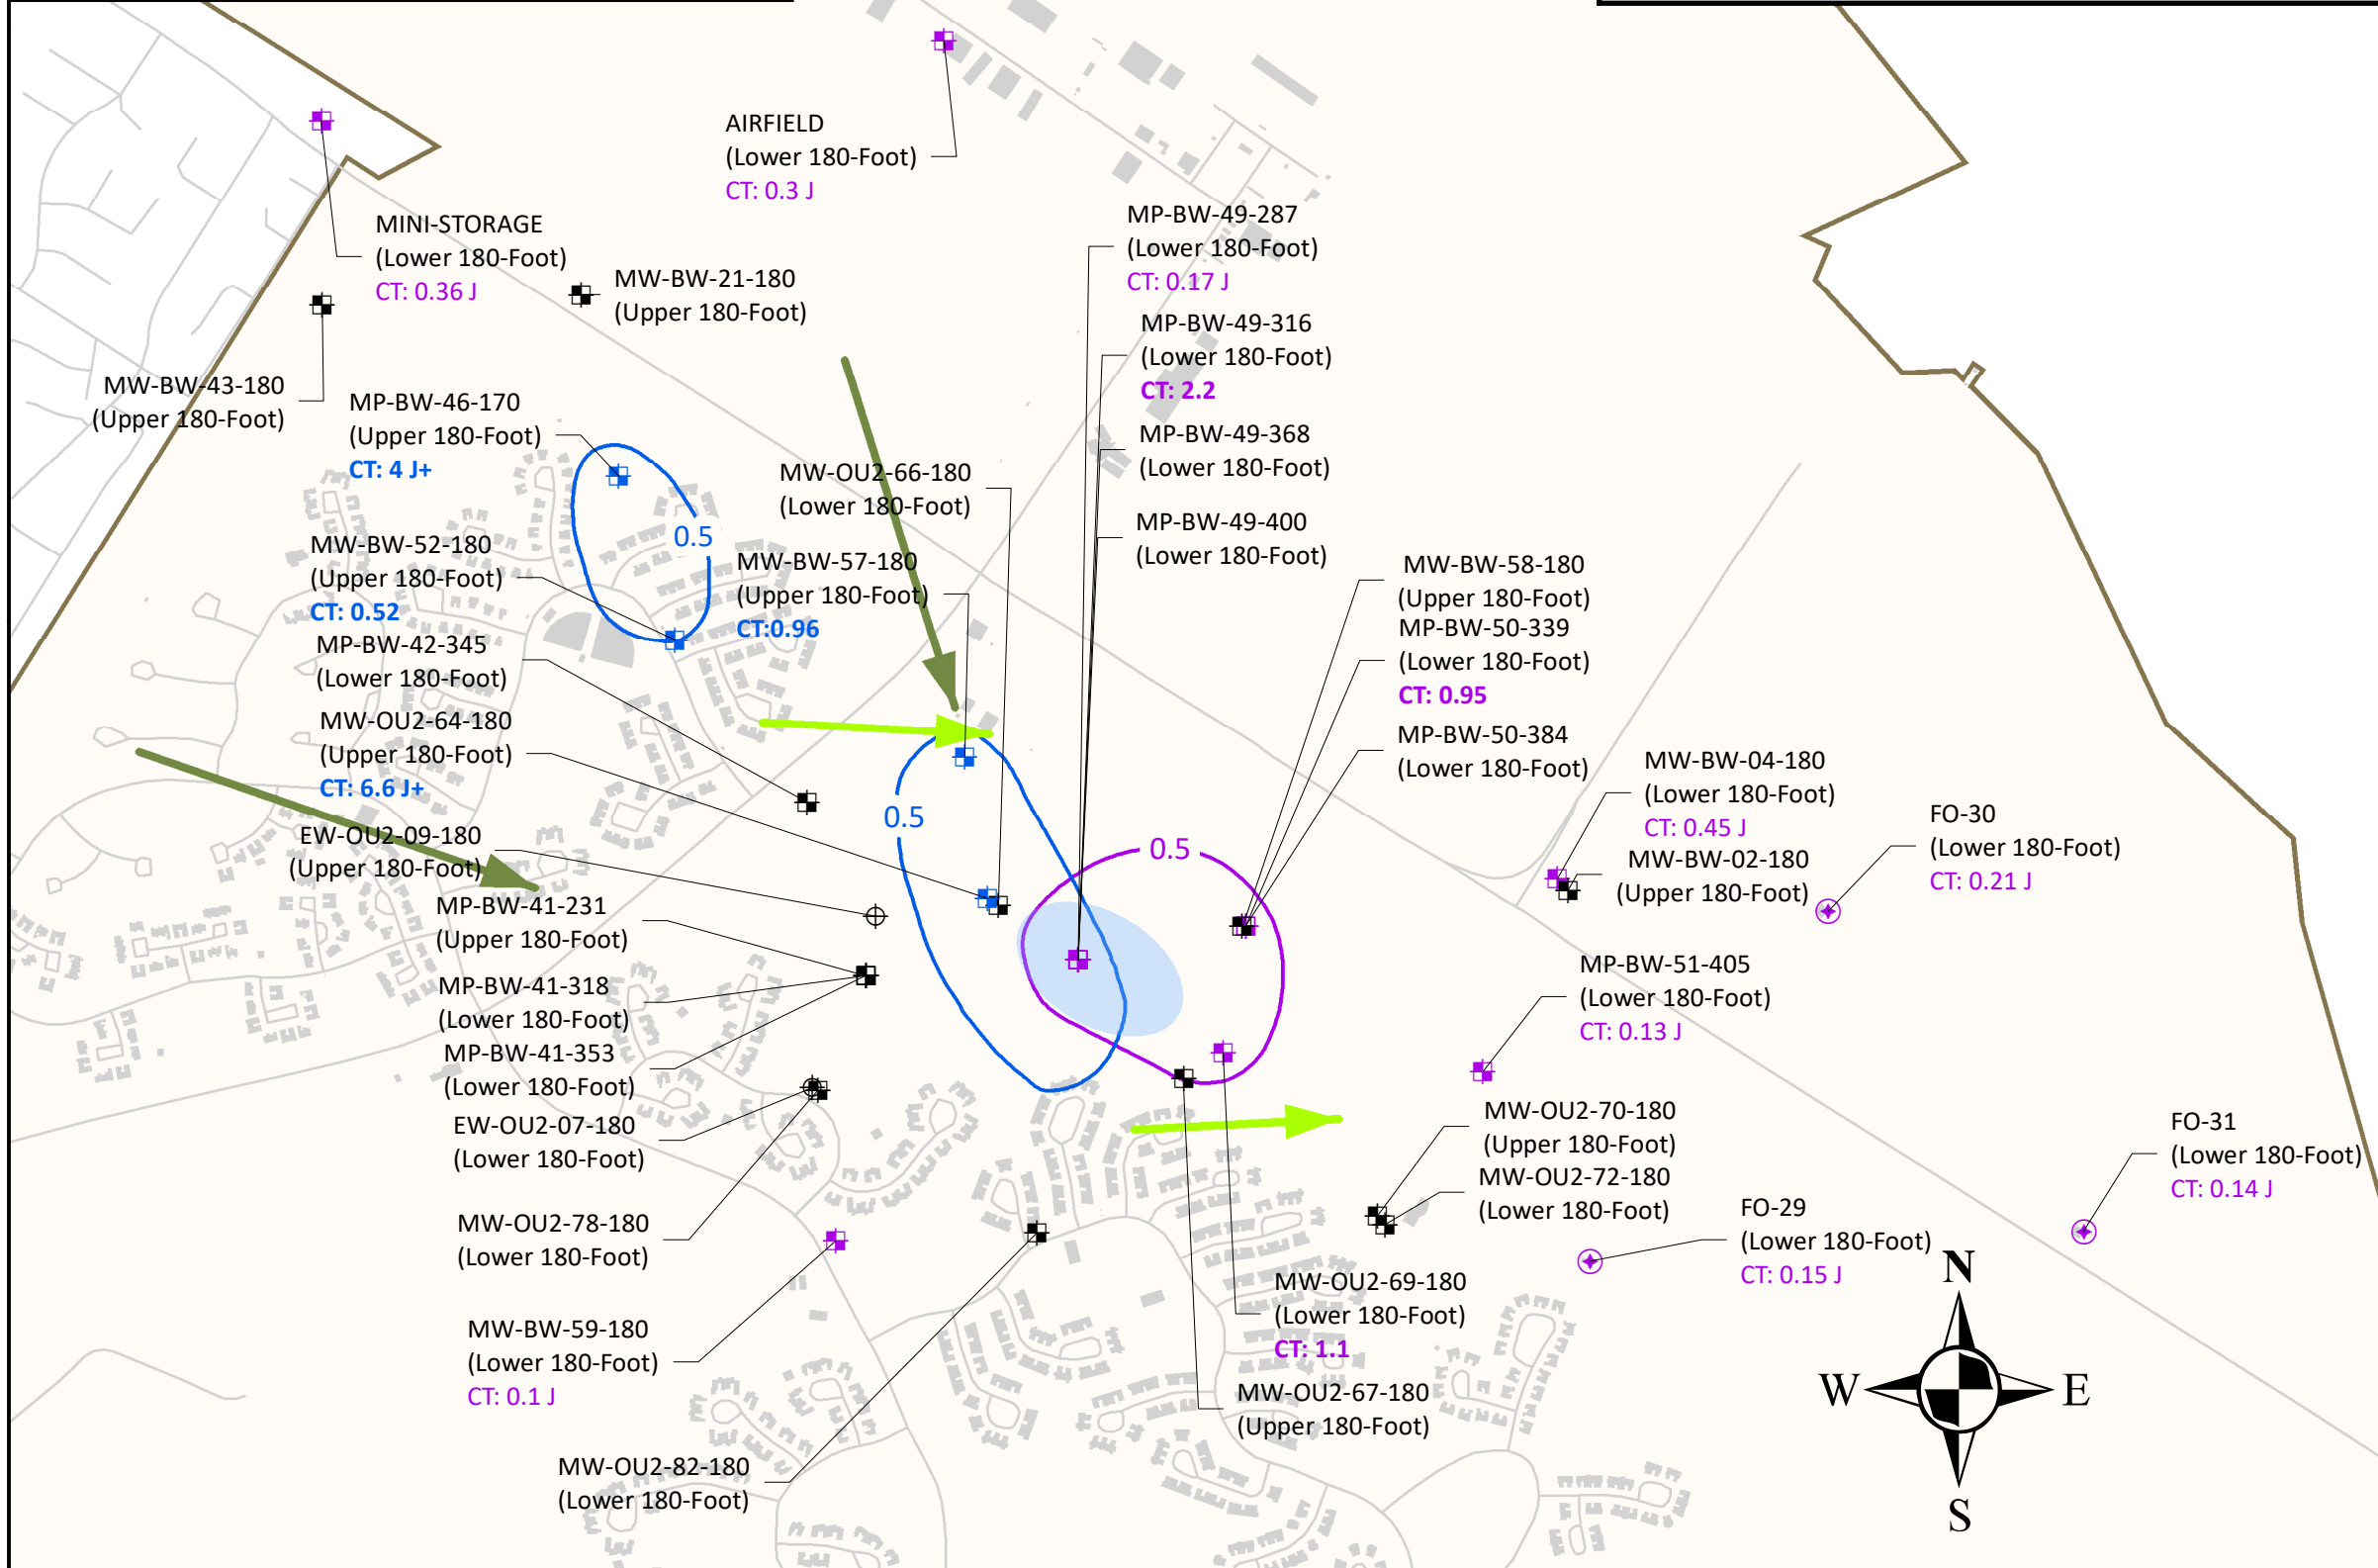 AIRFIELD
(Lower 180-Foot)
CT: 0.3 J
MINI-STORAGE
(Lower 180-Foot)
CT: 0.36 J
MW-BW-21-180
(Upper 180-Foot)
MP-BW-49-287
(Lower 180-Foot)
CT: 0.17 J
MP-BW-49-316
(Lower 180-Foot)
CT: 2.2
MW-BW-43-180
(Upper 180-Foot)
MP-BW-46-170
(Upper 180-Foot)
CT: 4 J+
MP-BW-49-368
(Lower 180-Foot)
MW-OU2-66-180
(Lower 180-Foot)
MP-BW-49-400
(Lower 180-Foot)
0.5
MW-BW-52-180
(Upper 180-Foot)
CT: 0.52
MW-BW-57-180
(Upper 180-Foot)
CT:0.96
MW-BW-58-180
(Upper 180-Foot)
MP-BW-50-339
(Lower 180-Foot)
CT: 0.95
MP-BW-42-345
(Lower 180-Foot)
MW-OU2-64-180
(Upper 180-Foot)
CT: 6.6 J+
MP-BW-50-384
(Lower 180-Foot)
MW-BW-04-180
(Lower 180-Foot)
CT: 0.45 J
FO-30
(Lower 180-Foot)
CT: 0.21 J
0.5
EW-OU2-09-180
(Upper 180-Foot)
0.5
MW-BW-02-180
(Upper 180-Foot)
MP-BW-41-231
(Upper 180-Foot)
MP-BW-51-405
(Lower 180-Foot)
CT: 0.13 J
MP-BW-41-318
(Lower 180-Foot)
MP-BW-41-353
(Lower 180-Foot)
EW-OU2-07-180
(Lower 180-Foot)
MW-OU2-70-180
(Upper 180-Foot)
FO-31
(Lower 180-Foot)
CT: 0.14 J
MW-OU2-72-180
(Lower 180-Foot)
MW-OU2-78-180
(Lower 180-Foot)
FO-29
(Lower 180-Foot)
CT: 0.15 J
N
MW-OU2-69-180
(Lower 180-Foot)
CT: 1.1
MW-BW-59-180
(Lower 180-Foot)
CT: 0.1 J
MW-OU2-67-180
(Upper 180-Foot)
W
E
MW-OU2-82-180
(Lower 180-Foot)
S